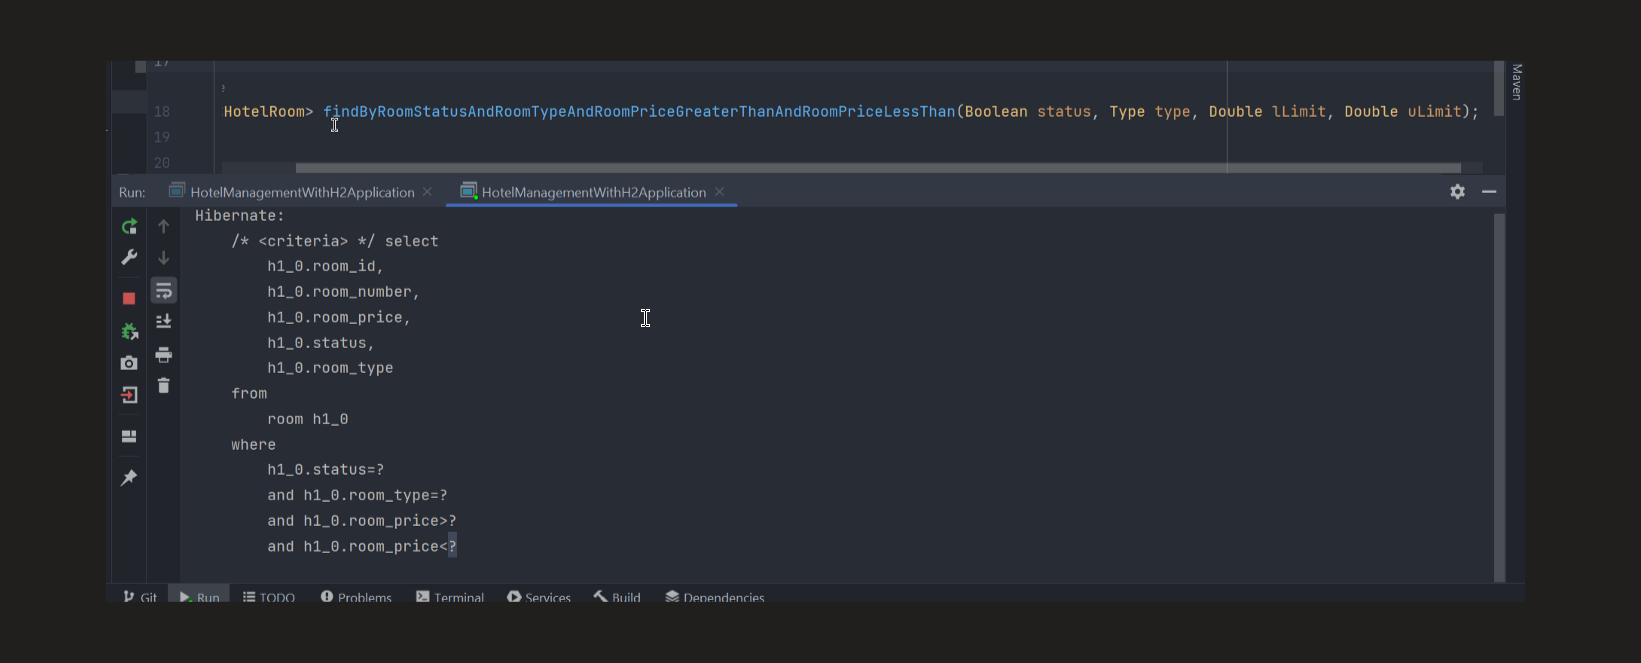 17
18 HotelRoom> findByRoomStatusAndRoomTypeAndRoomPriceGreaterThanAndRoomPriceLessThan(Boolean status, Type type, Double lLimit, Double uLimit);
19
20
Maven
Run: HotelManagementWithH2Application HotelManagementWithH2Application
Hibernate:
/* <criteria> */ select
h1_0.room_id,
h1_0.room_number,
h1_0.room_price,
h1_0.status,
h1_0.room_type
from
room h1_0
where
h1_0.status=?
and h1_0.room_type=?
and h1_0.room_price>?
and h1_0.room_price<?
Git Run TODO Problems Terminal Services Build Dependencies